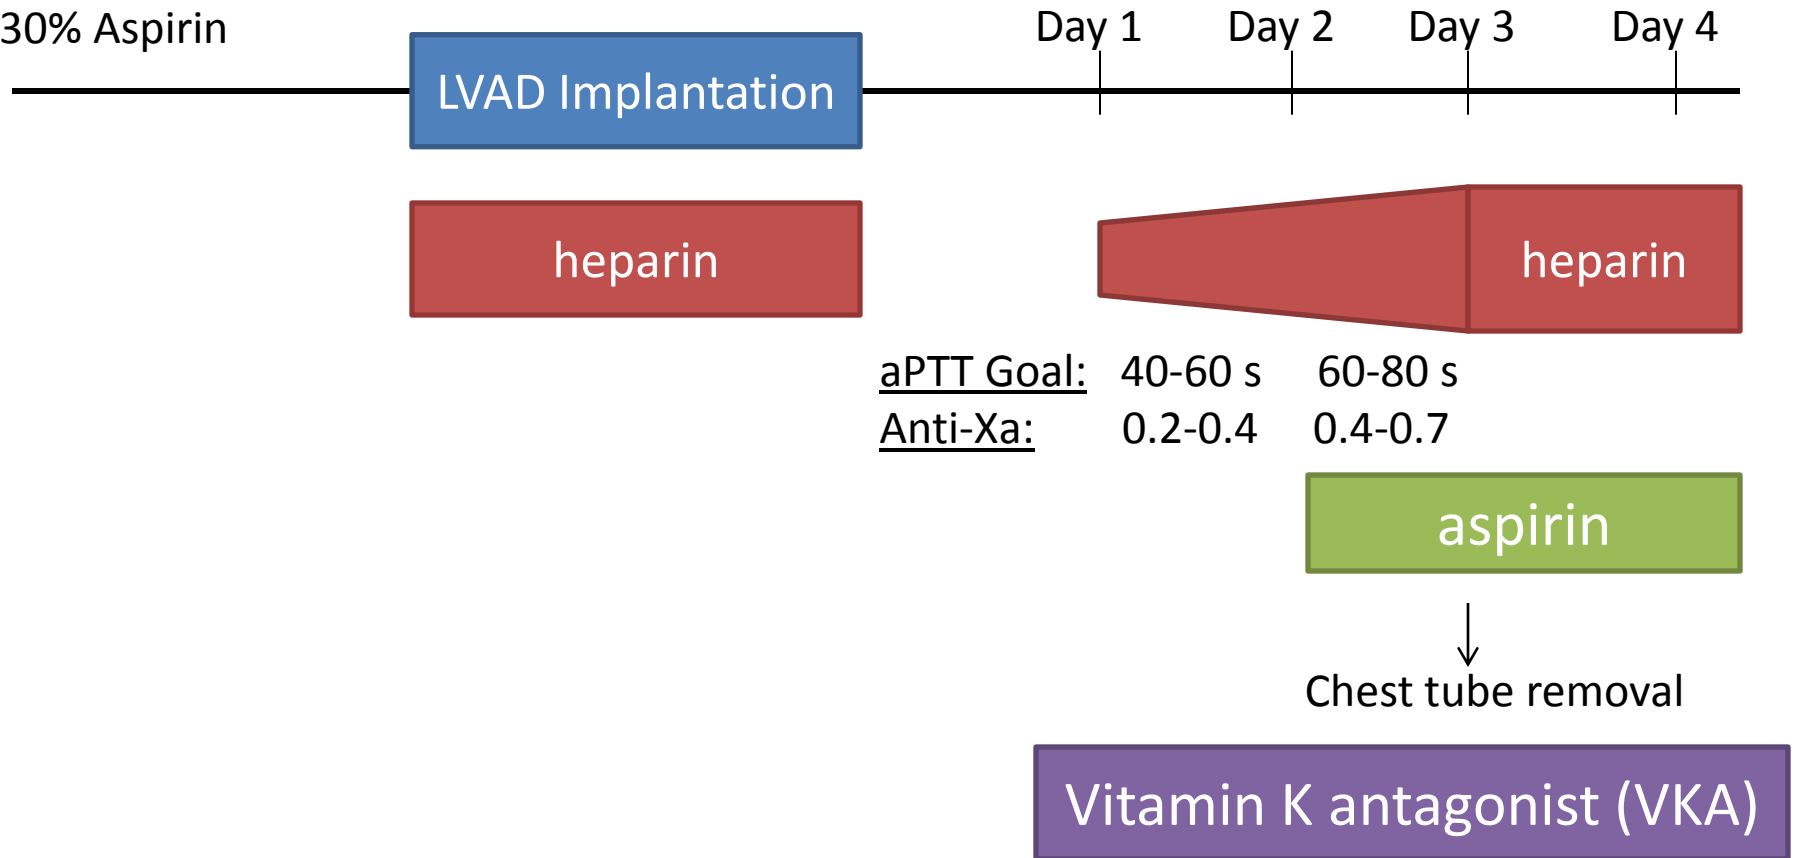 30% Aspirin
Day 1 Day 2 Day 3 Day 4
LVAD Implantation
heparin
heparin
aPTT Goal: 40-60 s 60-80 s
Anti-Xa: 0.2-0.4 0.4-0.7
aspirin
Chest tube removal
Vitamin K antagonist (VKA)